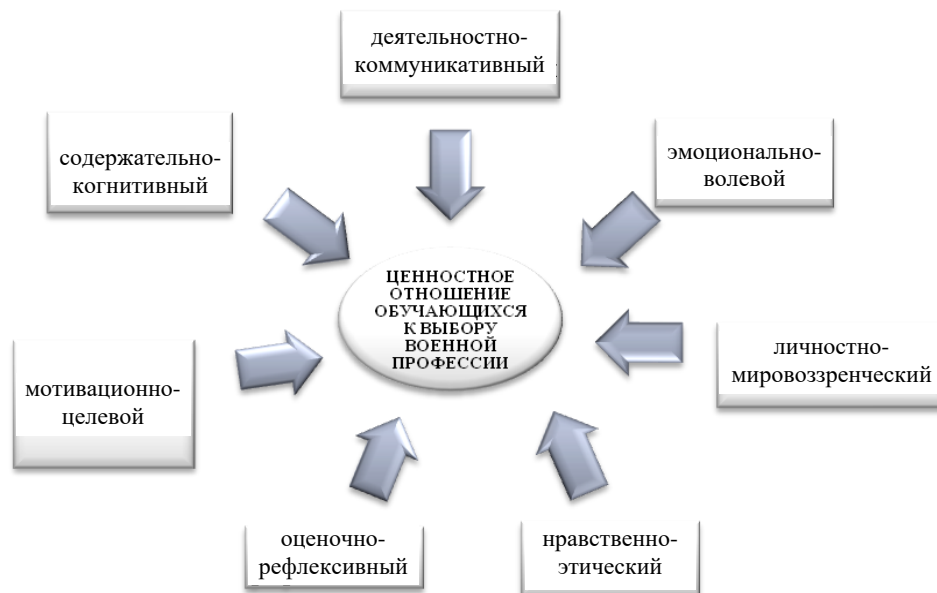 деятельностно-
коммуникативный
содержательно-
когнитивный
эмоционально-
волевой
ЦЕННОСТНОЕ
ОТНОШЕНИЕ
ОБУЧАЮЩИХСЯ
К ВЫБОРУ
ВОЕННОЙ
ПРОФЕССИИ
мотивационно-
целевой
личностно-
мировоззренческий
оценочно-
рефлексивный
нравственно-
этический